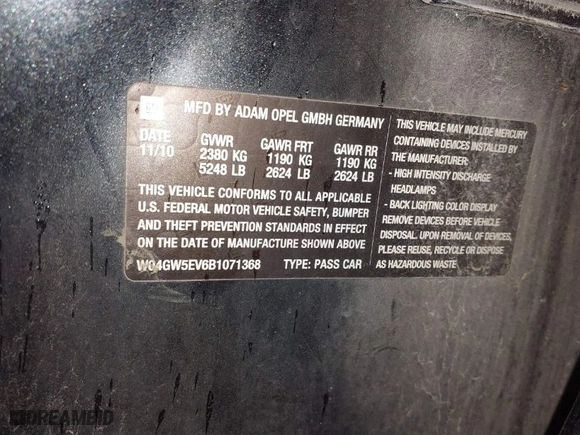 GM
MFD BY ADAM OPEL GMBH GERMANY
DATE GVWR GAWR FRT GAWR RR
11/10 2380 KG 1190 KG 1190 KG
5248 LB 2624 LB 2624 LB
THIS VEHICLE CONFORMS TO ALL APPLICABLE
U.S. FEDERAL MOTOR VEHICLE SAFETY, BUMPER
AND THEFT PREVENTION STANDARDS IN EFFECT
ON THE DATE OF MANUFACTURE SHOWN ABOVE
W04GW5EV6B1071368 TYPE: PASS CAR
THIS VEHICLE MAY INCLUDE MERCURY
CONTAINING DEVICES INSTALLED BY
THE MANUFACTURER:
- HIGH INTENSITY DISCHARGE
HEADLAMPS
- BACK LIGHTING COLOR DISPLAY
REMOVE DEVICES BEFORE VEHICLE
DISPOSAL. UPON REMOVAL OF DEVICES,
PLEASE REUSE, RECYCLE OR DISPOSE
AS HAZARDOUS WASTE
DREAMBID